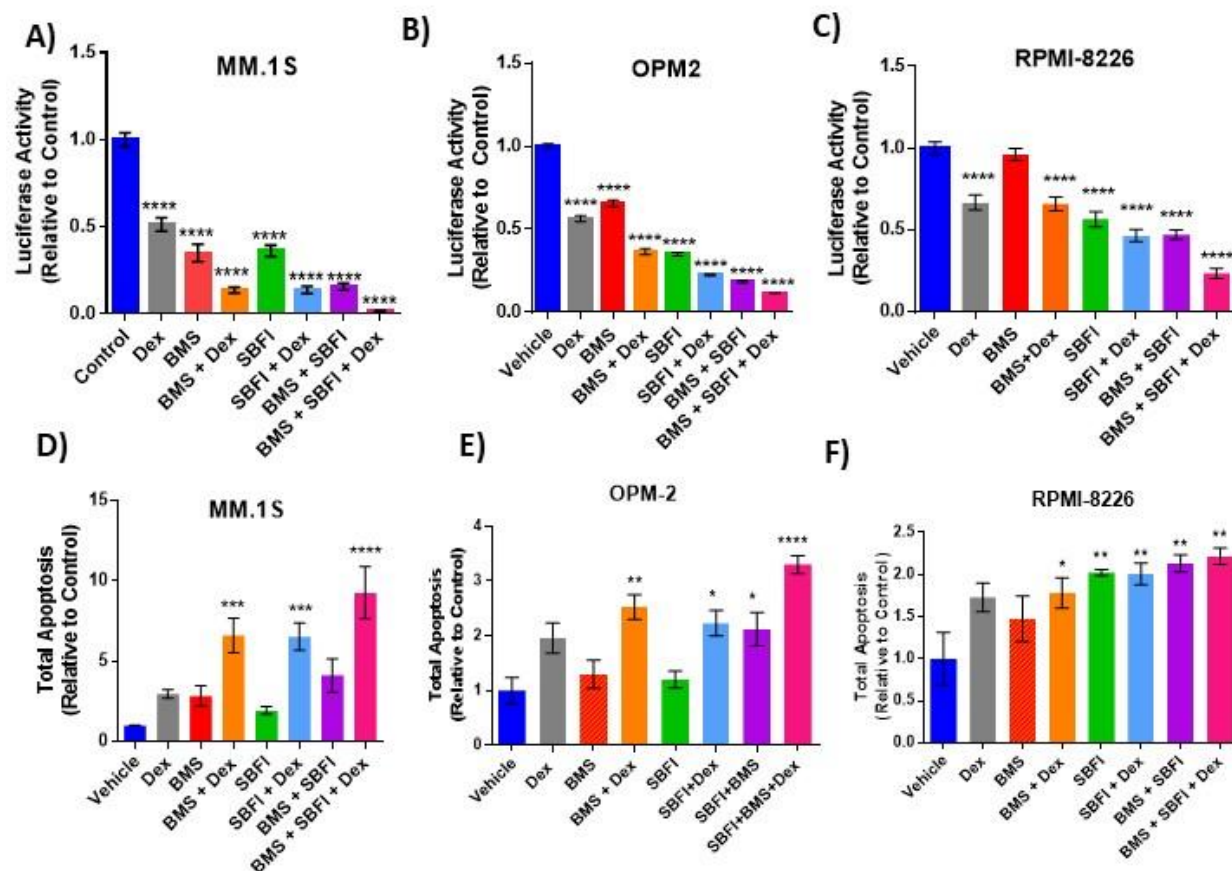 A)
MM.1S
Luciferase Activity
(Relative to Control)
1.5
1.0
0.5
0.0
****
****
****
****
****
****
****
Control
Dex
BMS
BMS + Dex
SBFI
SBFI + Dex
BMS + SBFI
BMS + SBFI + Dex
B)
OPM2
Luciferase Activity
(Relative to Control)
1.5
1.0
0.5
0.0
****
****
****
****
****
****
****
Vehicle
Dex
BMS
BMS + Dex
SBFI
SBFI + Dex
BMS + SBFI
BMS + SBFI + Dex
C)
RPMI-8226
Luciferase Activity
(Relative to Control)
1.5
1.0
0.5
0.0
****
****
****
****
****
****
Vehicle
Dex
BMS
BMS+Dex
SBFI
SBFI + Dex
BMS + SBFI
BMS + SBFI + Dex
D)
MM.1S
Total Apoptosis
(Relative to Control)
15
10
5
0
***
***
****
Vehicle
Dex
BMS
BMS + Dex
SBFI
SBFI + Dex
BMS + SBFI
BMS + SBFI + Dex
E)
OPM-2
Total Apoptosis
(Relative to Control)
4
3
2
1
0
**
*
*
****
Vehicle
Dex
BMS
BMS + Dex
SBFI
SBFI+Dex
SBFI+BMS
SBFI+BMS+Dex
F)
RPMI-8226
Total Apoptosis
(Relative to Control)
2.5
2.0
1.5
1.0
0.5
0.0
*
**
**
**
**
Vehicle
Dex
BMS
BMS + Dex
SBFI
SBFI + Dex
BMS + SBFI
BMS + SBFI + Dex